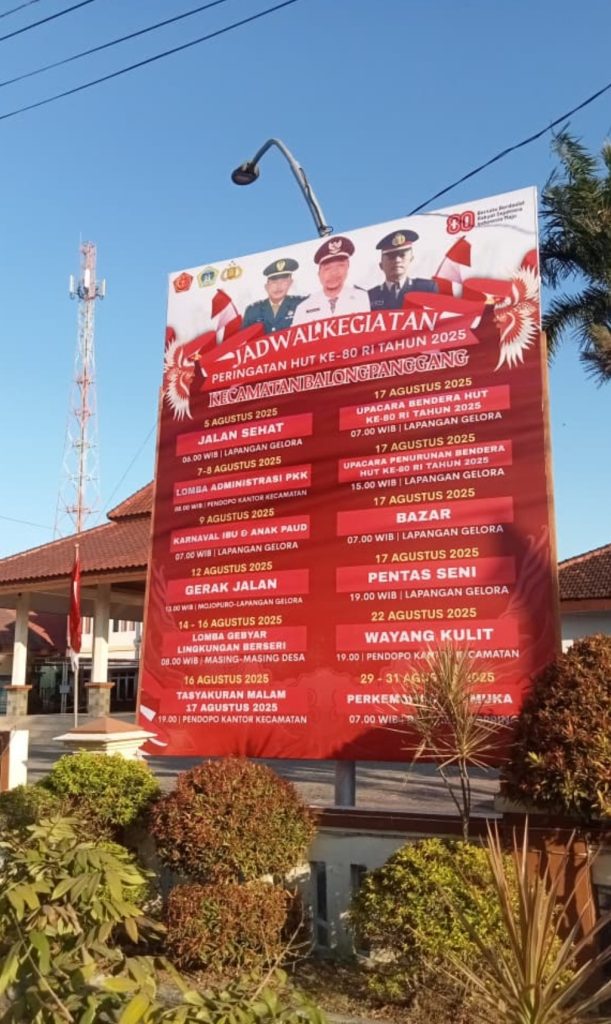 80 Bersatu Berdaulat
Rakyat Sejahtera
Indonesia Maju
JADWAL KEGIATAN
PERINGATAN HUT KE-80 RI TAHUN 2025
KECAMATAN BALONGPANGGANG
5 AGUSTUS 2025
JALAN SEHAT
06.00 WIB | LAPANGAN GELORA
7-8 AGUSTUS 2025
LOMBA ADMINISTRASI PKK
08.00 WIB | PENDOPO KANTOR KECAMATAN
9 AGUSTUS 2025
KARNAVAL IBU & ANAK PAUD
07.00 WIB | LAPANGAN GELORA
12 AGUSTUS 2025
GERAK JALAN
13.00 WIB | MOJOPURO-LAPANGAN GELORA
14 - 16 AGUSTUS 2025
LOMBA GEBYAR
LINGKUNGAN BERSERI
08.00 WIB | MASING-MASING DESA
16 AGUSTUS 2025
TASYAKURAN MALAM
17 AGUSTUS 2025
19.00 | PENDOPO KANTOR KECAMATAN
17 AGUSTUS 2025
UPACARA BENDERA HUT
KE-80 RI TAHUN 2025
07.00 WIB | LAPANGAN GELORA
17 AGUSTUS 2025
UPACARA PENURUNAN BENDERA
HUT KE-80 RI TAHUN 2025
15.00 WIB | LAPANGAN GELORA
17 AGUSTUS 2025
BAZAR
07.00 WIB | LAPANGAN GELORA
17 AGUSTUS 2025
PENTAS SENI
19.00 WIB | LAPANGAN GELORA
22 AGUSTUS 2025
WAYANG KULIT
19.00 | PENDOPO KANTOR KECAMATAN
29 - 31 AGUSTUS 2025
07.00 WIB